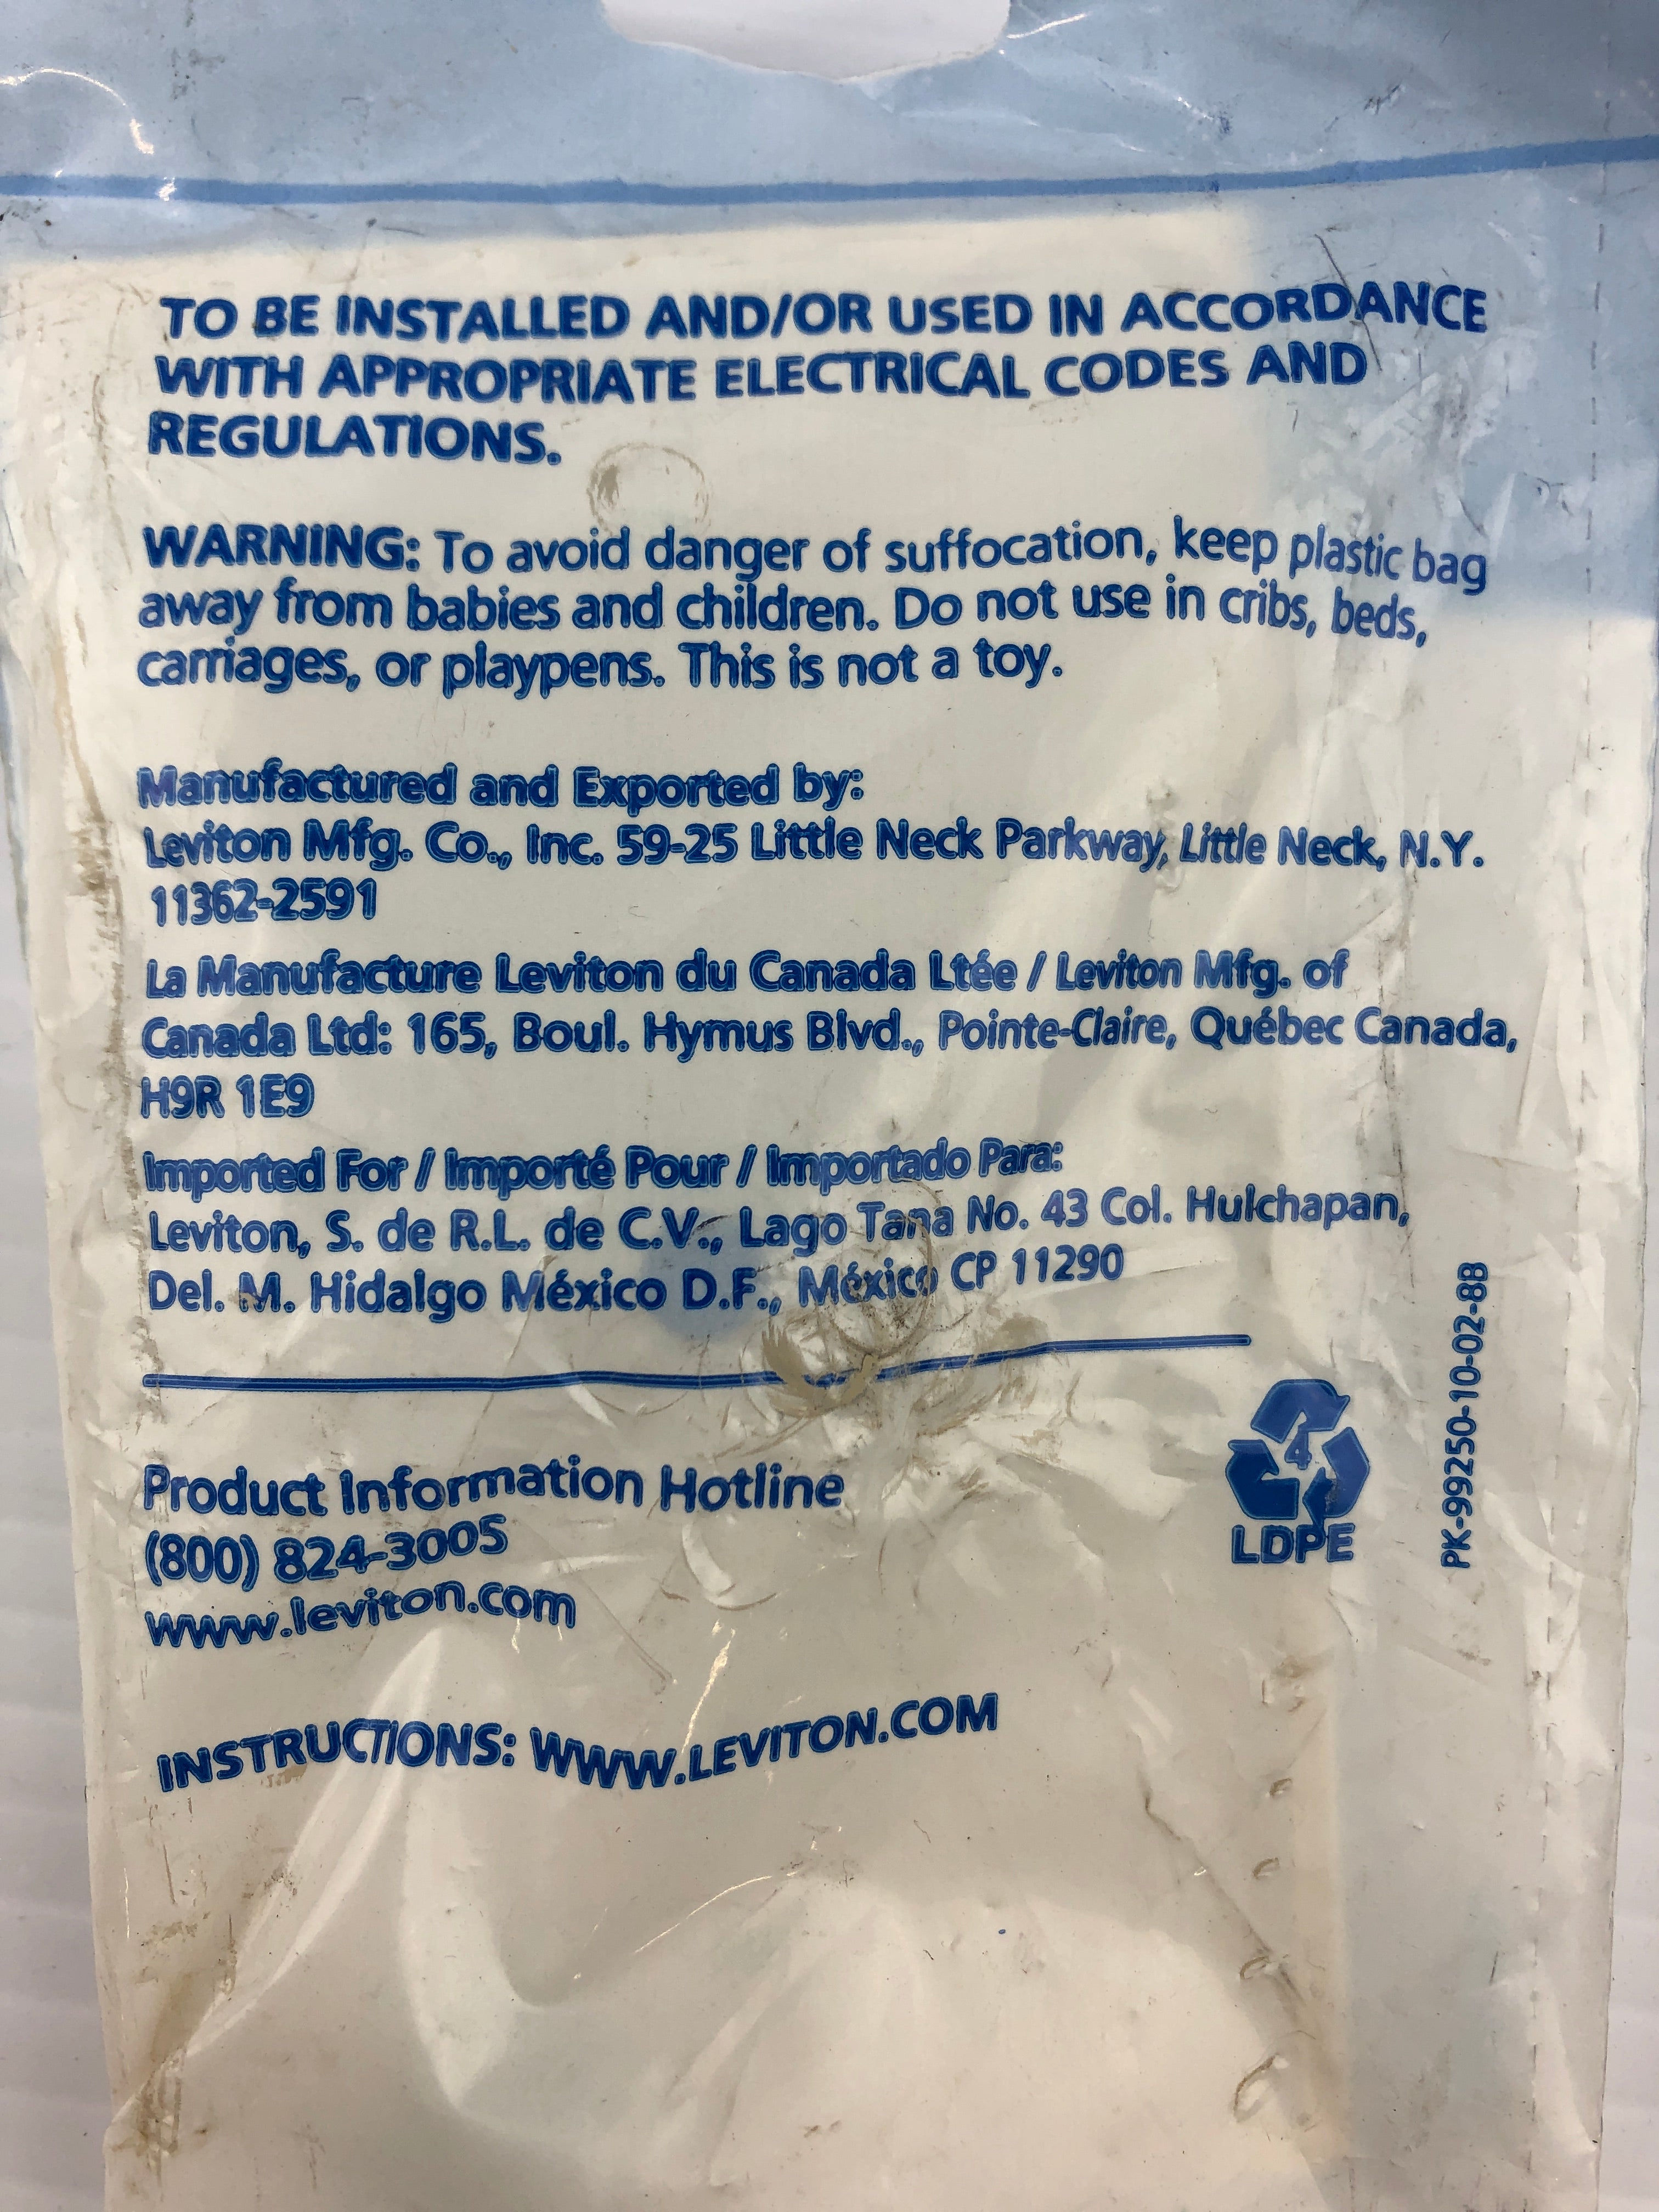 TO BE INSTALLED AND/OR USED IN ACCORDANCE
WITH APPROPRIATE ELECTRICAL CODES AND
REGULATIONS.
WARNING: To avoid danger of suffocation, keep plastic bag
away from babies and children. Do not use in cribs, beds,
carriages, or playpens. This is not a toy.
Manufactured and Exported by:
Leviton Mfg. Co., Inc. 59-25 Little Neck Parkway, Little Neck, N.Y.
11362-2591
La Manufacture Leviton du Canada Ltée / Leviton Mfg. of
Canada Ltd: 165, Boul. Hymus Blvd., Pointe-Claire, Québec Canada,
H9R 1E9
Imported For / Importé Pour / Importado Para:
Leviton, S. de R.L. de C.V., Lago Tana No. 43 Col. Hulchapan,
Del. M. Hidalgo México D.F., México CP 11290
Product Information Hotline
(800) 824-3005
www.leviton.com
4
LDPE
PK-99250-10-02-8B
INSTRUCTIONS: WWW.LEVITON.COM